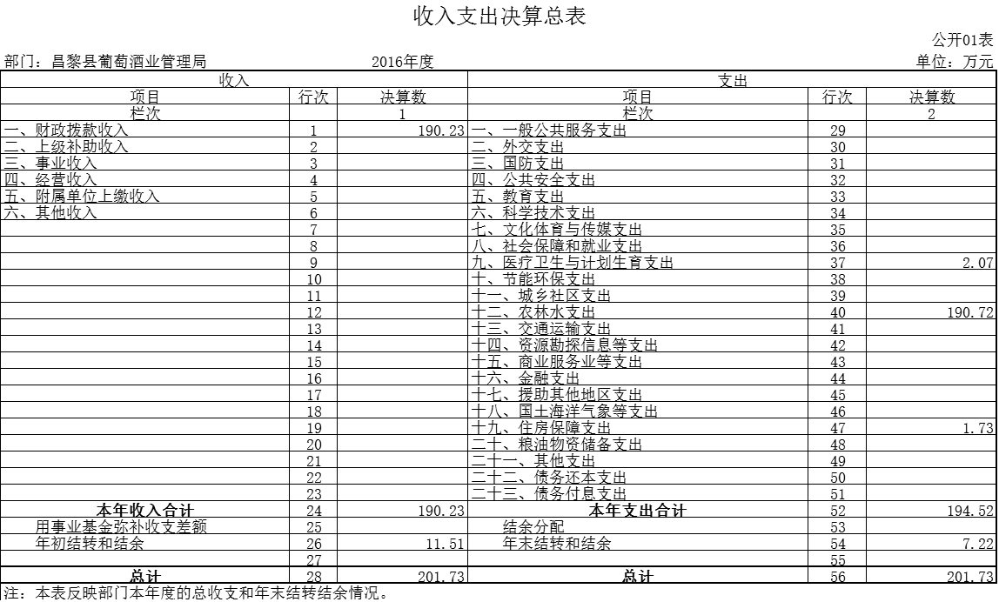 收入支出决算总表
公开01表
部门：昌黎县葡萄酒业管理局 2016年度 单位：万元
收入 支出
项目 行次 决算数 项目 行次 决算数
栏次 1 栏次 2
一、财政拨款收入 1 190.23 一、一般公共服务支出 29
二、上级补助收入 2 二、外交支出 30
三、事业收入 3 三、国防支出 31
四、经营收入 4 四、公共安全支出 32
五、附属单位上缴收入 5 五、教育支出 33
六、其他收入 6 六、科学技术支出 34
7 七、文化体育与传媒支出 35
8 八、社会保障和就业支出 36
9 九、医疗卫生与计划生育支出 37 2.07
10 十、节能环保支出 38
11 十一、城乡社区支出 39
12 十二、农林水支出 40 190.72
13 十三、交通运输支出 41
14 十四、资源勘探信息等支出 42
15 十五、商业服务业等支出 43
16 十六、金融支出 44
17 十七、援助其他地区支出 45
18 十八、国土海洋气象等支出 46
19 十九、住房保障支出 47 1.73
20 二十、粮油物资储备支出 48
21 二十一、其他支出 49
22 二十二、债务还本支出 50
23 二十三、债务付息支出 51
本年收入合计 24 190.23 本年支出合计 52 194.52
用事业基金弥补收支差额 25 结余分配 53
年初结转和结余 26 11.51 年末结转和结余 54 7.22
27 55
总计 28 201.73 总计 56 201.73
注：本表反映部门本年度的总收支和年末结转结余情况。